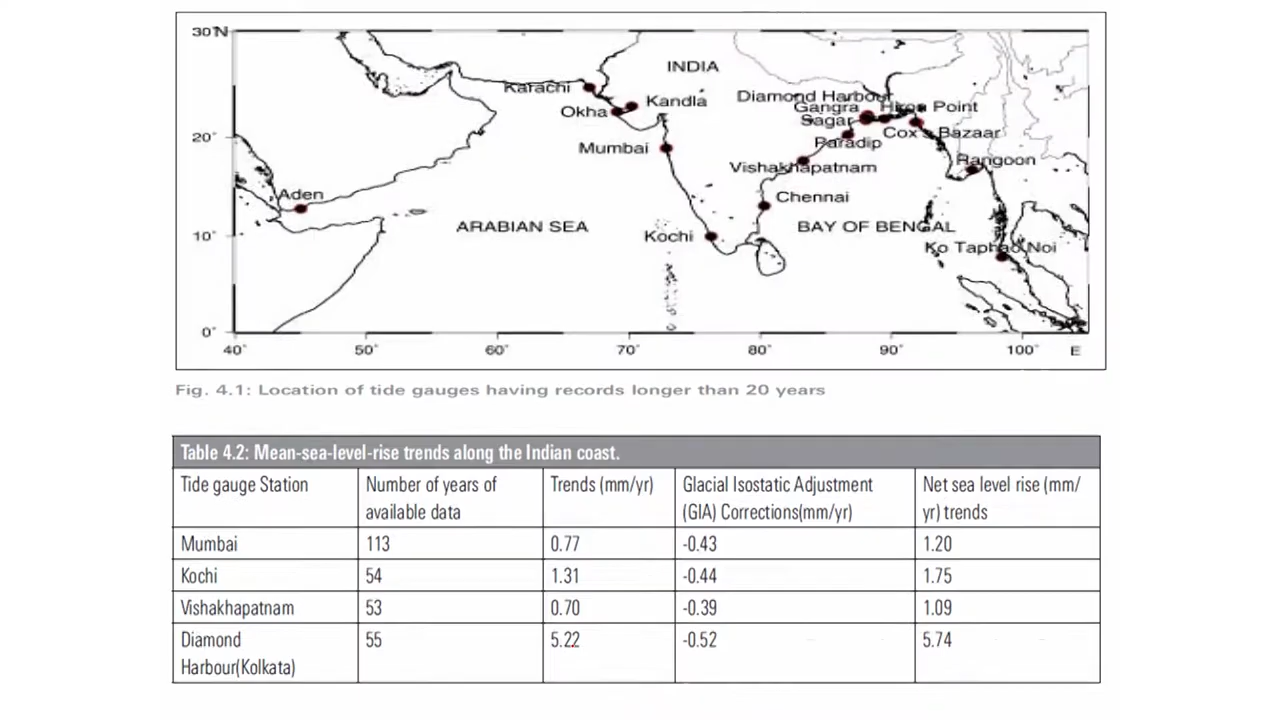 30°N
INDIA
Karachi
Kandla
Okha
Diamond Harbour
Gangra
Hiron Point
Sagar
20°
Cox's Bazaar
Paradip
Mumbai
Vishakhapatnam
Rangoon
Aden
Chennai
ARABIAN SEA
BAY OF BENGAL
10°
Kochi
Ko Taphao Noi
0°
40° 50° 60° 70° 80° 90° 100° E
Fig. 4.1: Location of tide gauges having records longer than 20 years
Table 4.2: Mean-sea-level-rise trends along the Indian coast.
Tide gauge Station
Number of years of
available data
Trends (mm/yr)
Glacial Isostatic Adjustment
(GIA) Corrections(mm/yr)
Net sea level rise (mm/
yr) trends
Mumbai 113 0.77 -0.43 1.20
Kochi 54 1.31 -0.44 1.75
Vishakhapatnam 53 0.70 -0.39 1.09
Diamond 55 5.22 -0.52 5.74
Harbour(Kolkata)